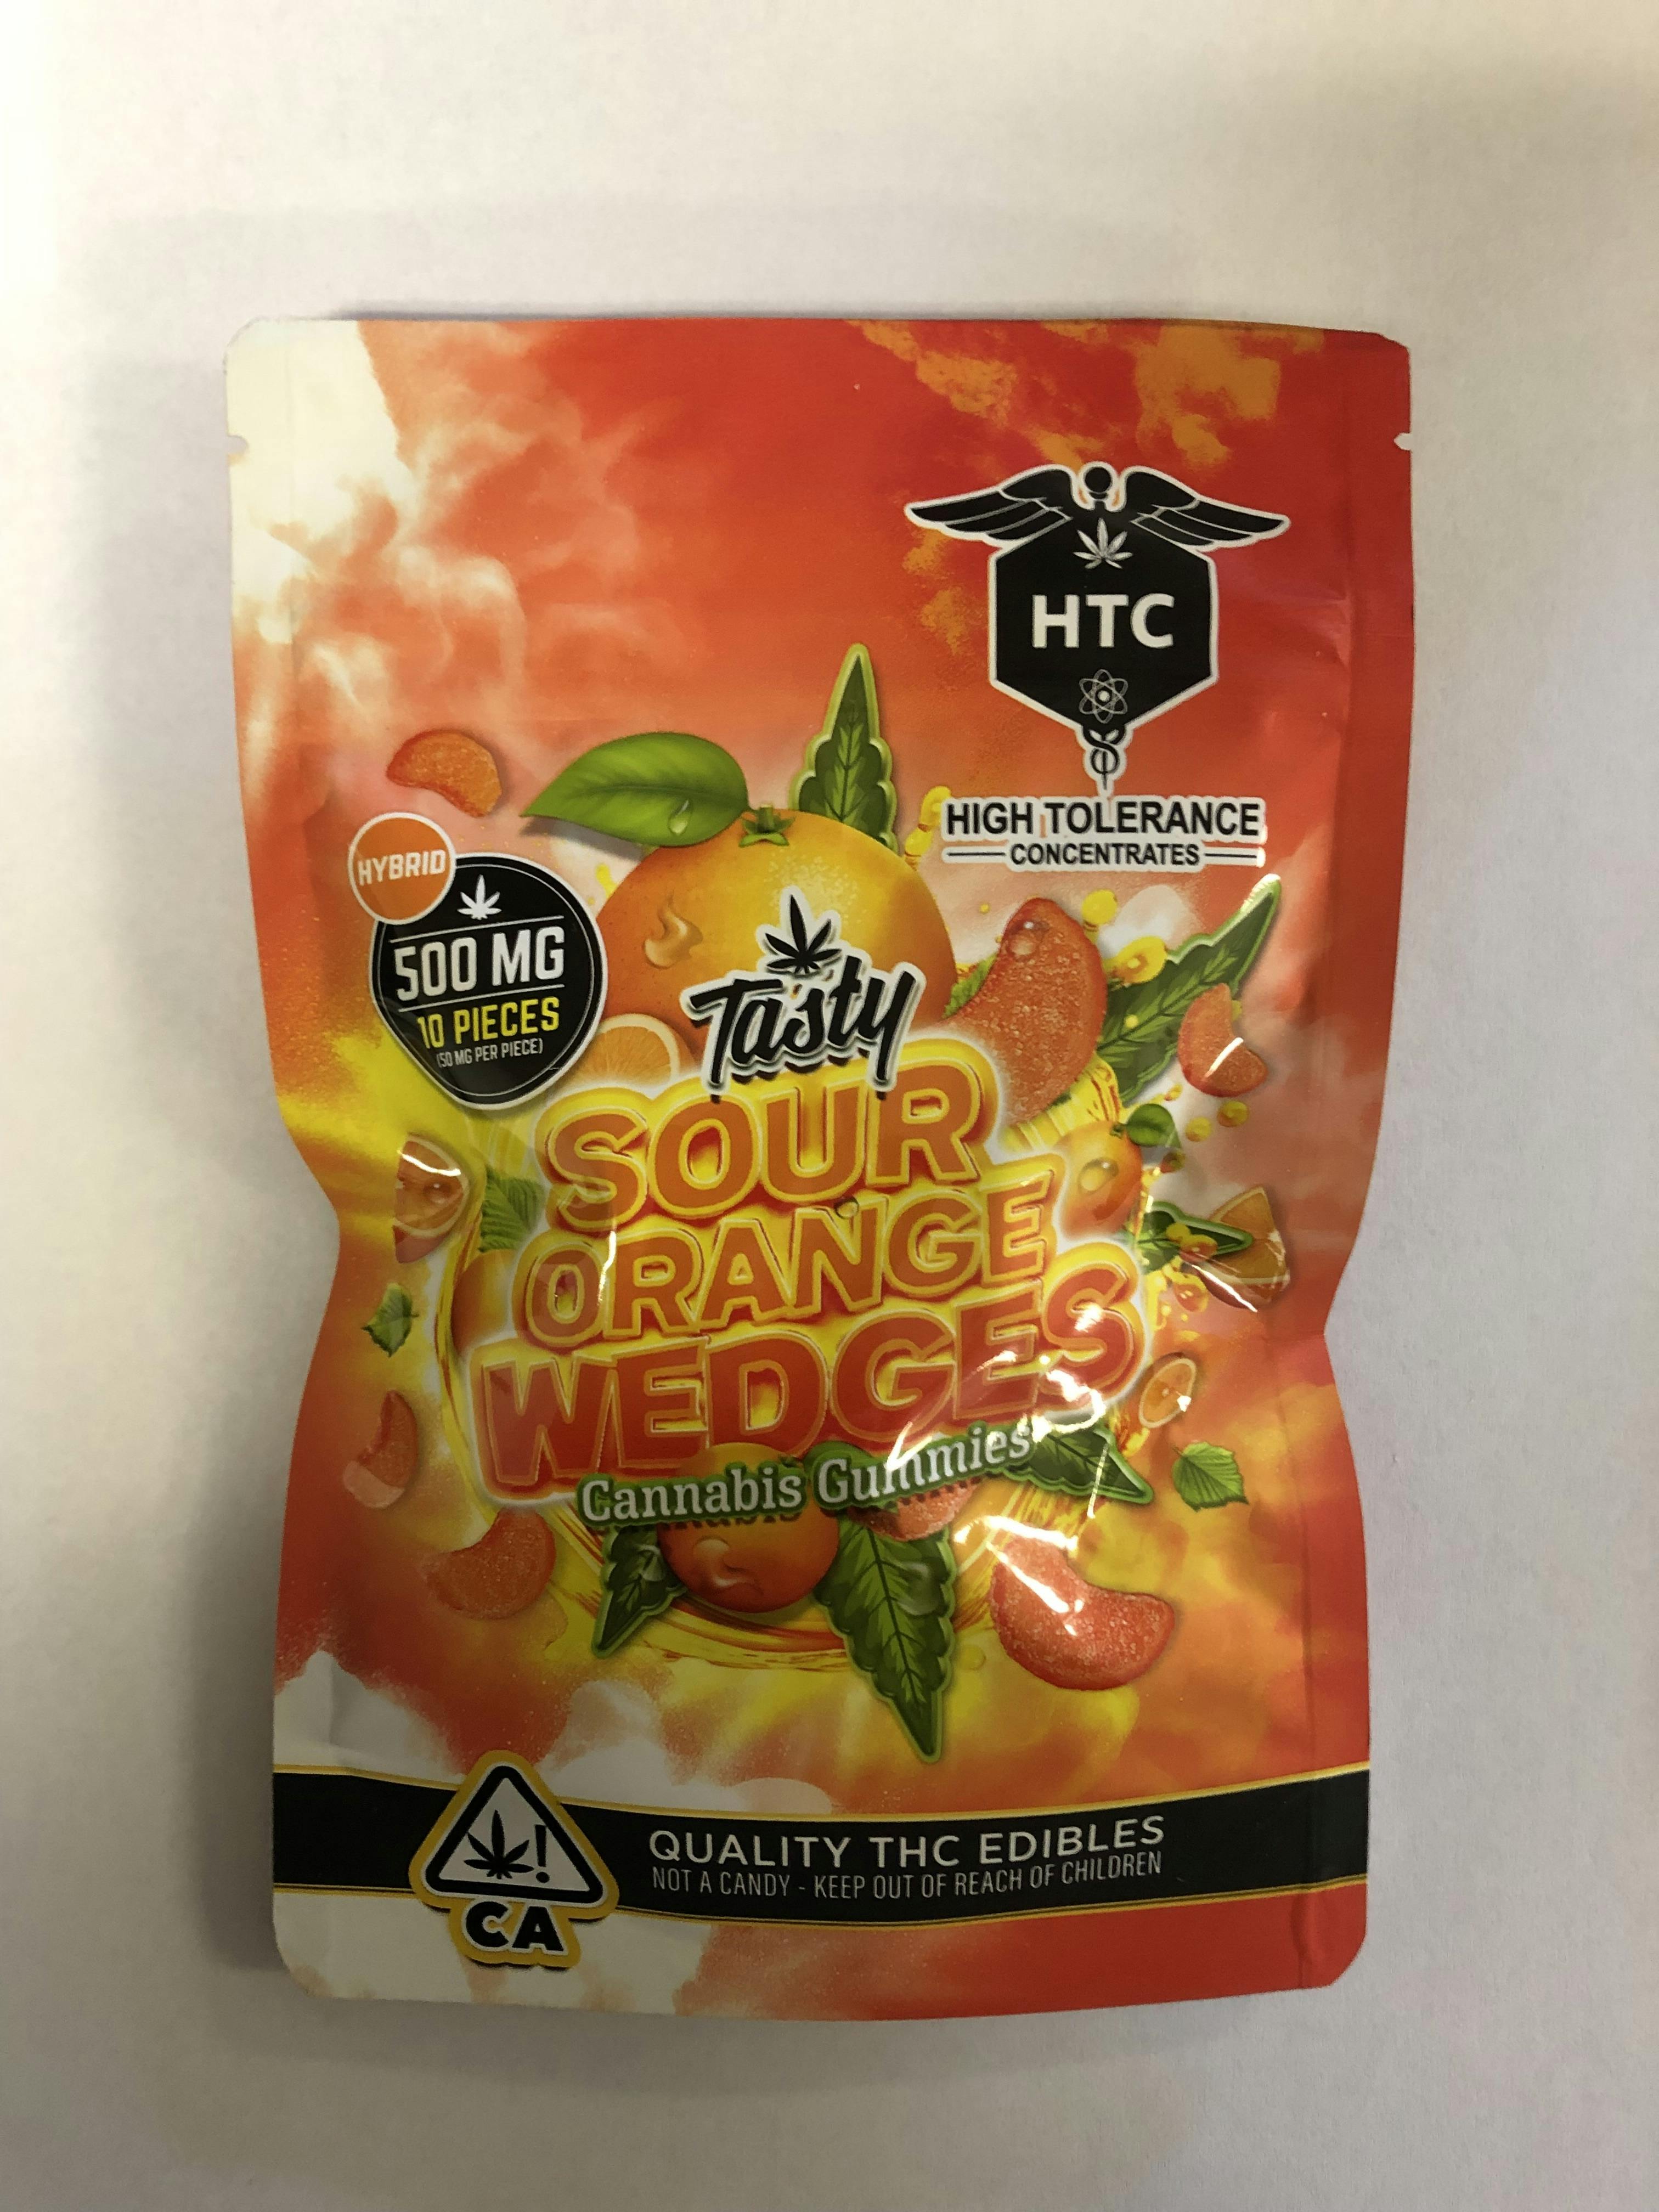 HTC
HIGH TOLERANCE
CONCENTRATES
HYBRID
500 MG
10 PIECES
(50 MG PER PIECE)
Tasty
SOUR
ORANGE
WEDGES
Cannabis Gummies
QUALITY THC EDIBLES
NOT A CANDY - KEEP OUT OF REACH OF CHILDREN
!
CA